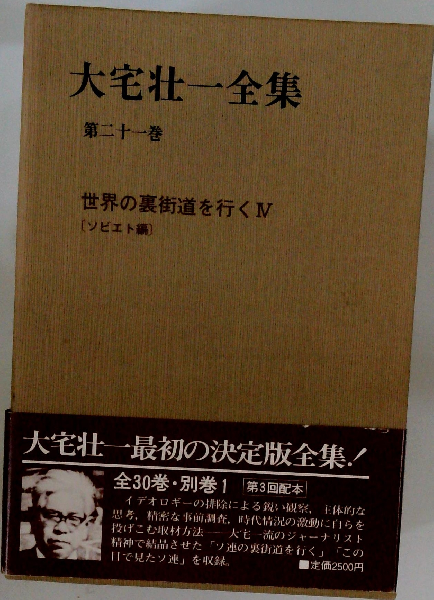 大宅壮一全集
第二十一巻
世界の裏街道を行くⅣ
〔ソビエト編〕
大宅壮一最初の決定版全集!
全30巻・別巻1 第3回配本
イデオロギーの排除による鋭い観察、主体的な
思考、精密な事前調査、時代情況の激動に自らを
投げこむ取材方法――大宅一流のジャーナリスト
精神で結晶させた「ソ連の裏街道を行く」「この
目で見たソ連」を収録。
■定価2500円